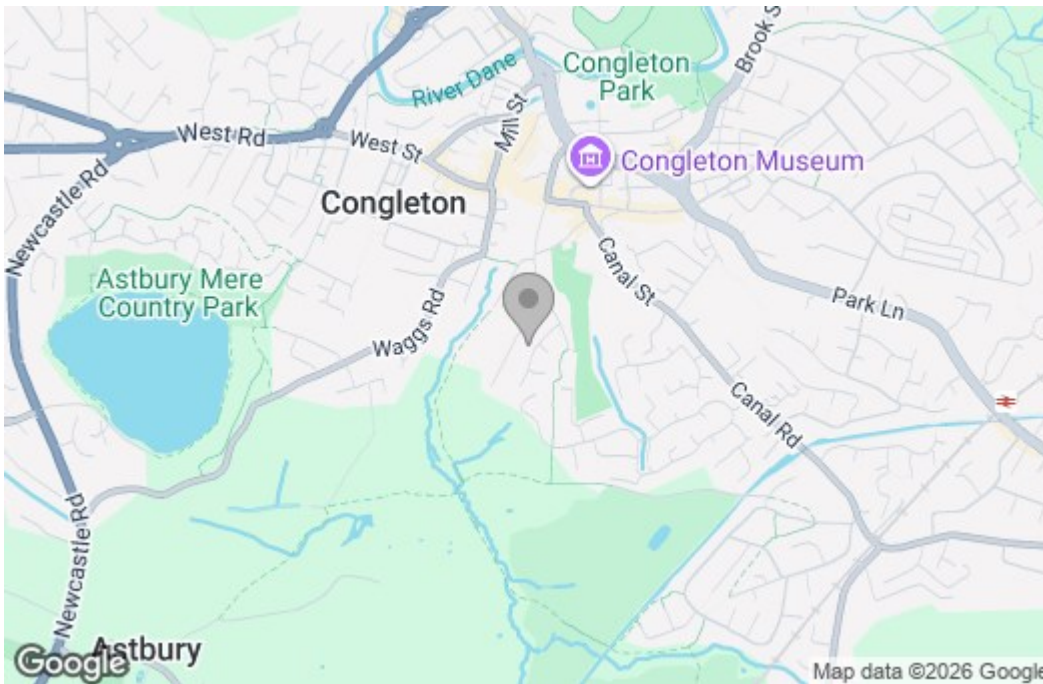 River Dane
Congleton
Park
Brook S
Mill St
West Rd
West St
Congleton Museum
Newcastle Rd
Congleton
Canal St
Astbury Mere
Country Park
Park Ln
Waggs Rd
Canal Rd
Newcastle Rd
Astbury
Google
Map data ©2026 Google